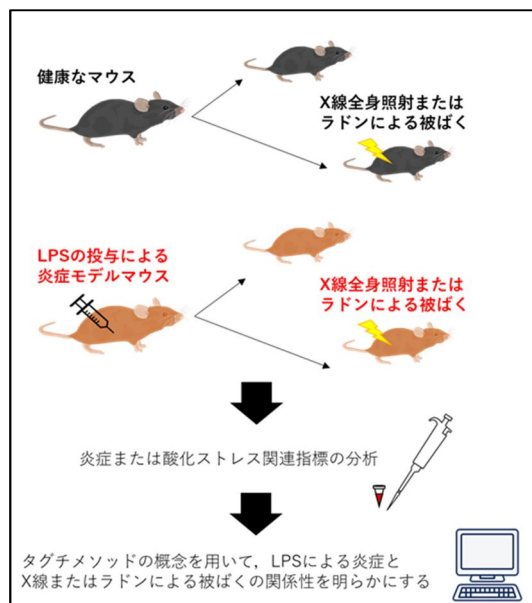 健康なマウス
X線全身照射または
ラドンによる被ばく
LPSの投与による
炎症モデルマウス
X線全身照射または
ラドンによる被ばく
炎症または酸化ストレス関連指標の分析
タグチメソッドの概念を用いて，LPSによる炎症と
X線またはラドンによる被ばくの関係性を明らかにする